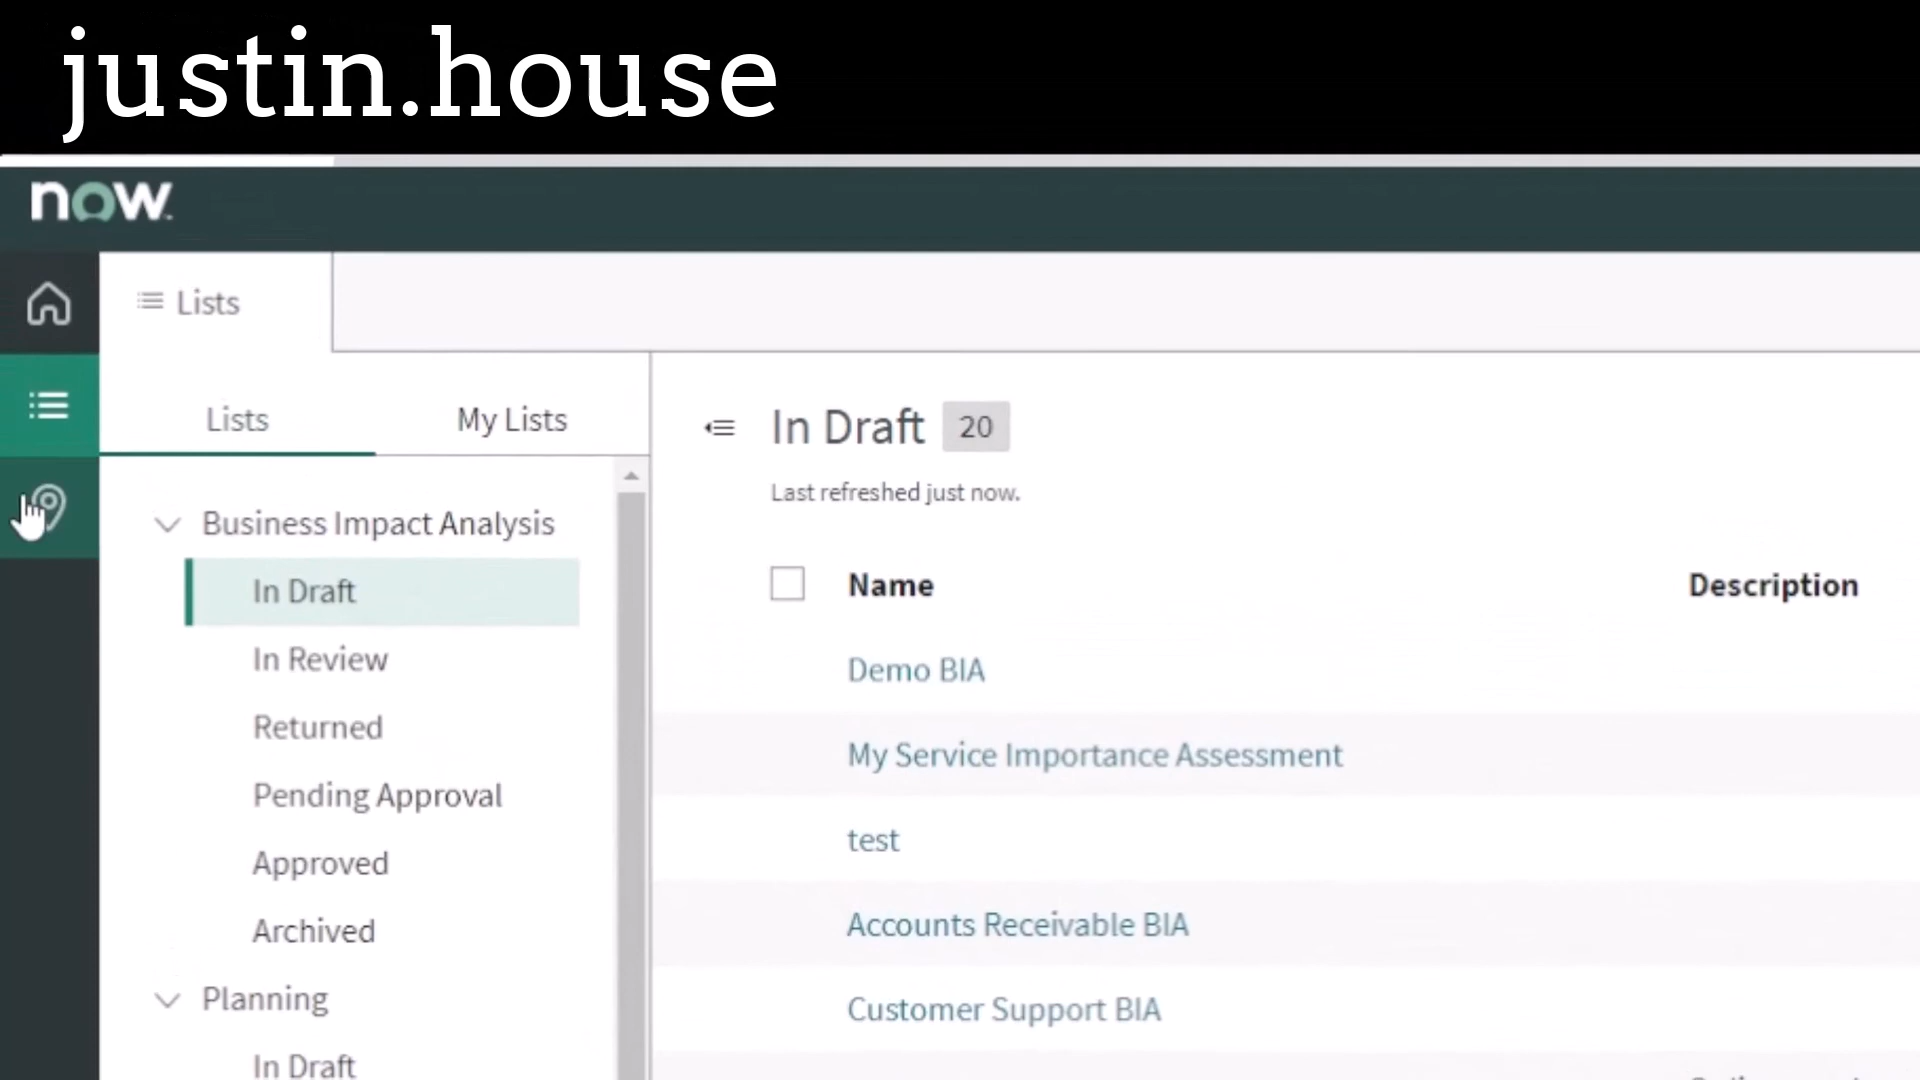 justin.house
now.
Lists
Lists
My Lists
Business Impact Analysis
In Draft
In Review
Returned
Pending Approval
Approved
Archived
Planning
In Draft
In Draft 20
Last refreshed just now.
Name
Description
Demo BIA
My Service Importance Assessment
test
Accounts Receivable BIA
Customer Support BIA